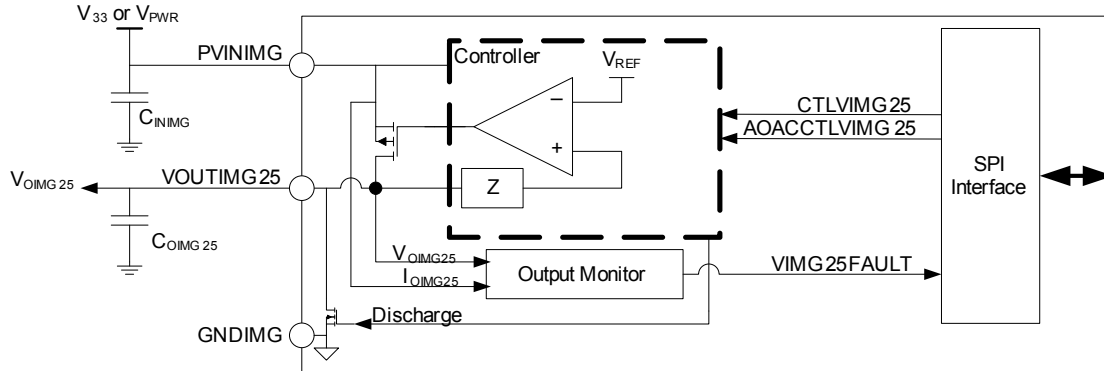 V33 or VPWR
PVINIMG
CINIMG
Controller
VREF
−
+
Z
CTLVIMG25
AOACCTLVIMG25
SPI
Interface
VOIMG25
VOUTIMG25
COIMG25
VOIMG25
IOIMG25
Output Monitor
VIMG25FAULT
Discharge
GNDIMG